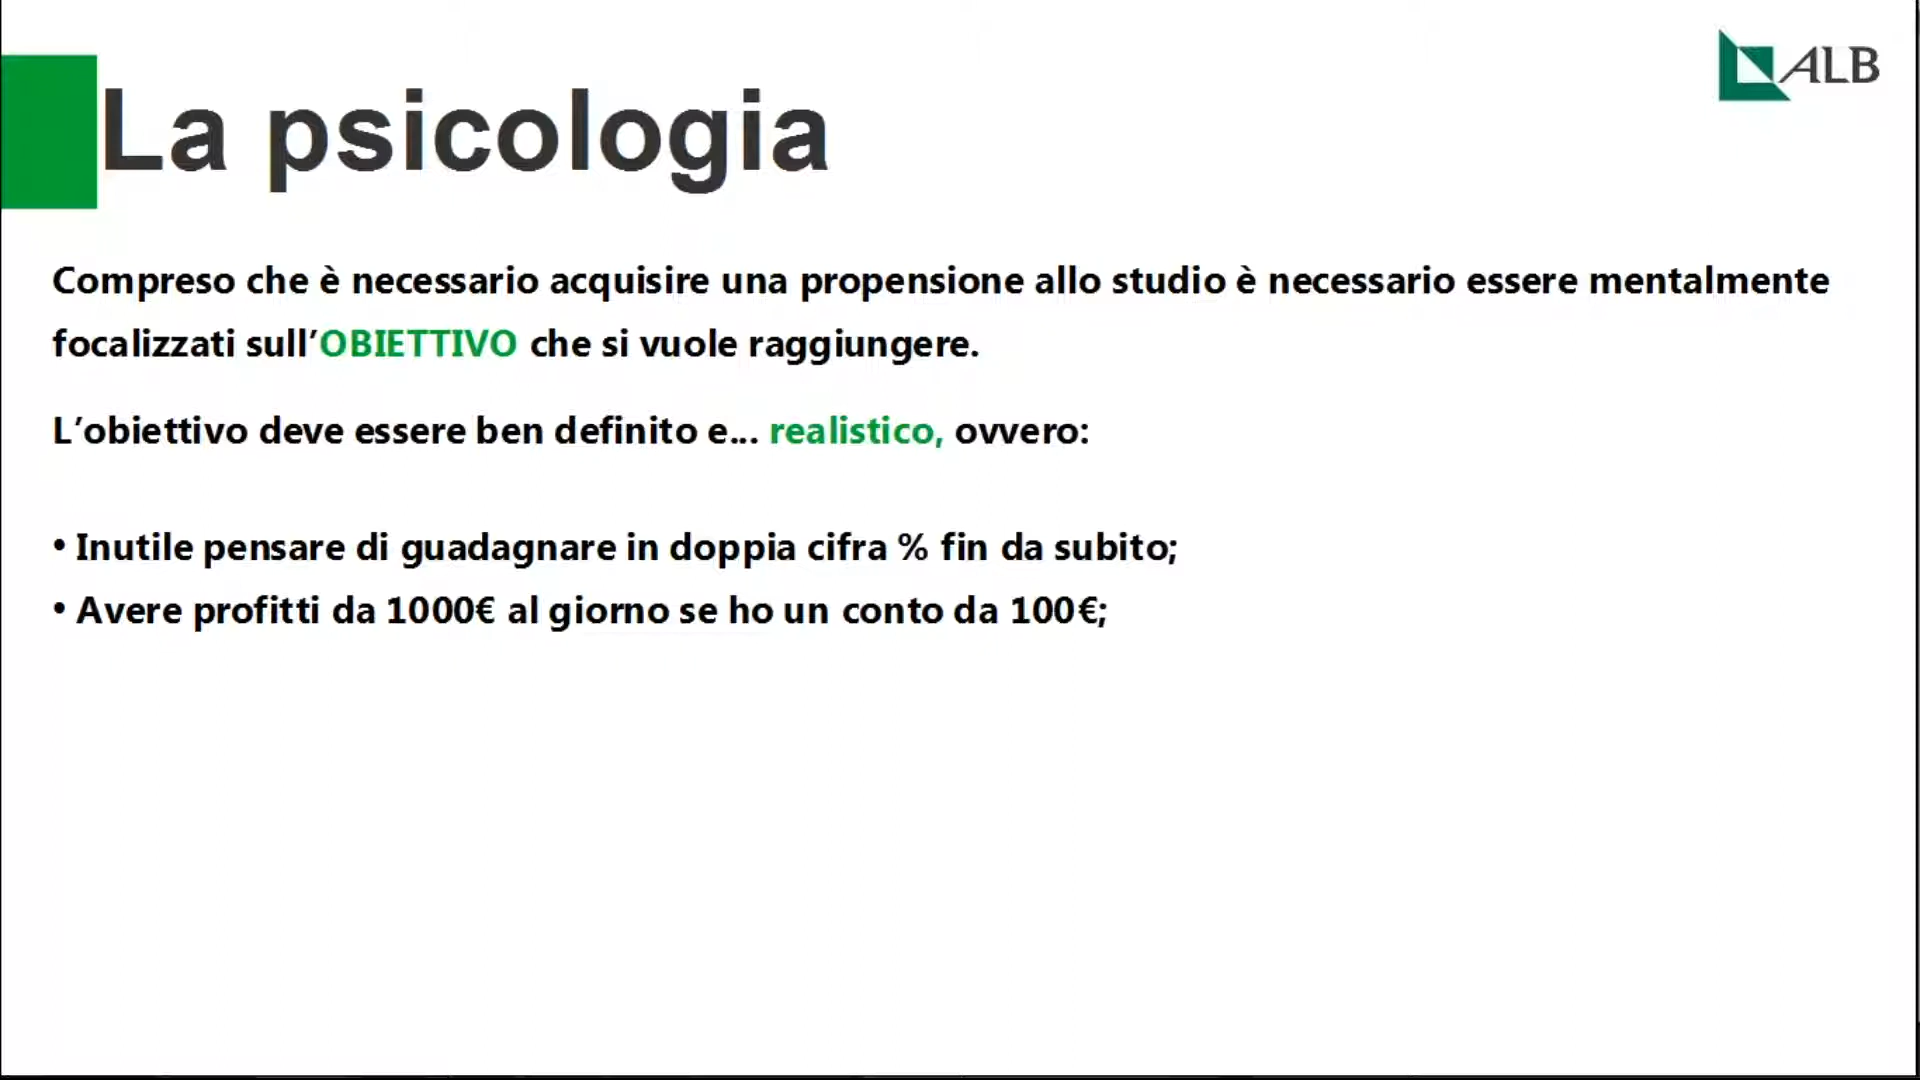 ALB
La psicologia
Compreso che è necessario acquisire una propensione allo studio è necessario essere mentalmente
focalizzati sull’OBIETTIVO che si vuole raggiungere.
L’obiettivo deve essere ben definito e... realistico, ovvero:
• Inutile pensare di guadagnare in doppia cifra % fin da subito;
• Avere profitti da 1000€ al giorno se ho un conto da 100€;